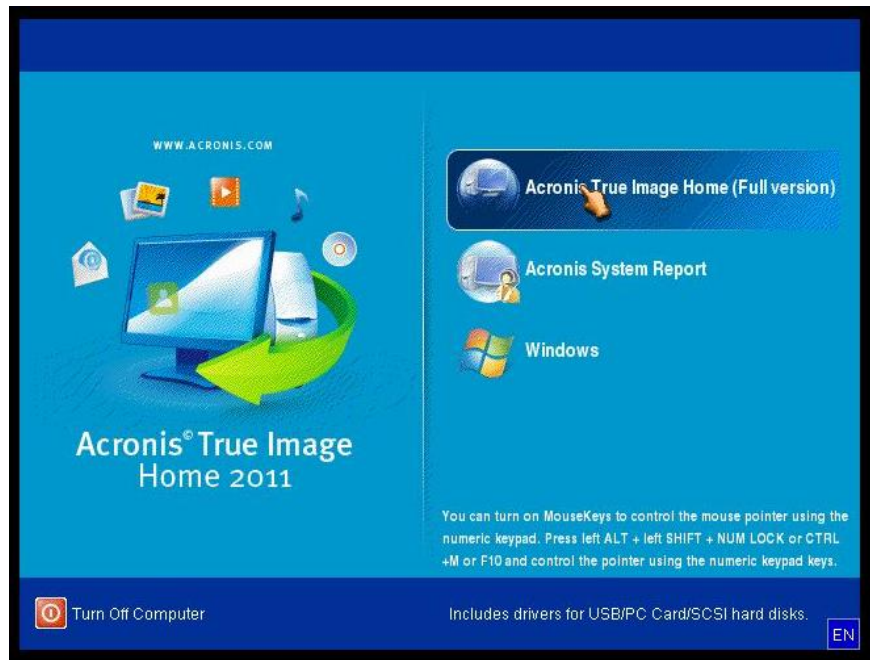 WWW.ACRONIS.COM
Acronis© True Image
Home 2011
Acronis True Image Home (Full version)
Acronis System Report
Windows
You can turn on MouseKeys to control the mouse pointer using the
numeric keypad. Press left ALT + left SHIFT + NUM LOCK or CTRL
+M or F10 and control the pointer using the numeric keypad keys.
Turn Off Computer
Includes drivers for USB/PC Card/SCSI hard disks.
EN